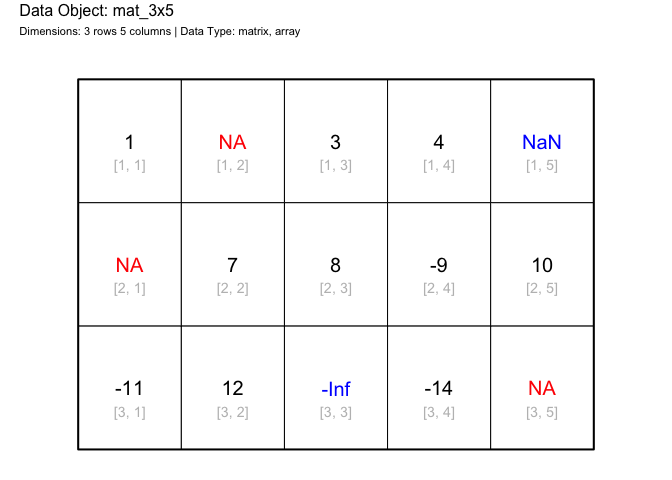 Data Object: mat_3x5
Dimensions: 3 rows 5 columns | Data Type: matrix, array
1 NA 3 4 NaN
[1, 1] [1, 2] [1, 3] [1, 4] [1, 5]
NA 7 8 -9 10
[2, 1] [2, 2] [2, 3] [2, 4] [2, 5]
-11 12 -Inf -14 NA
[3, 1] [3, 2] [3, 3] [3, 4] [3, 5]